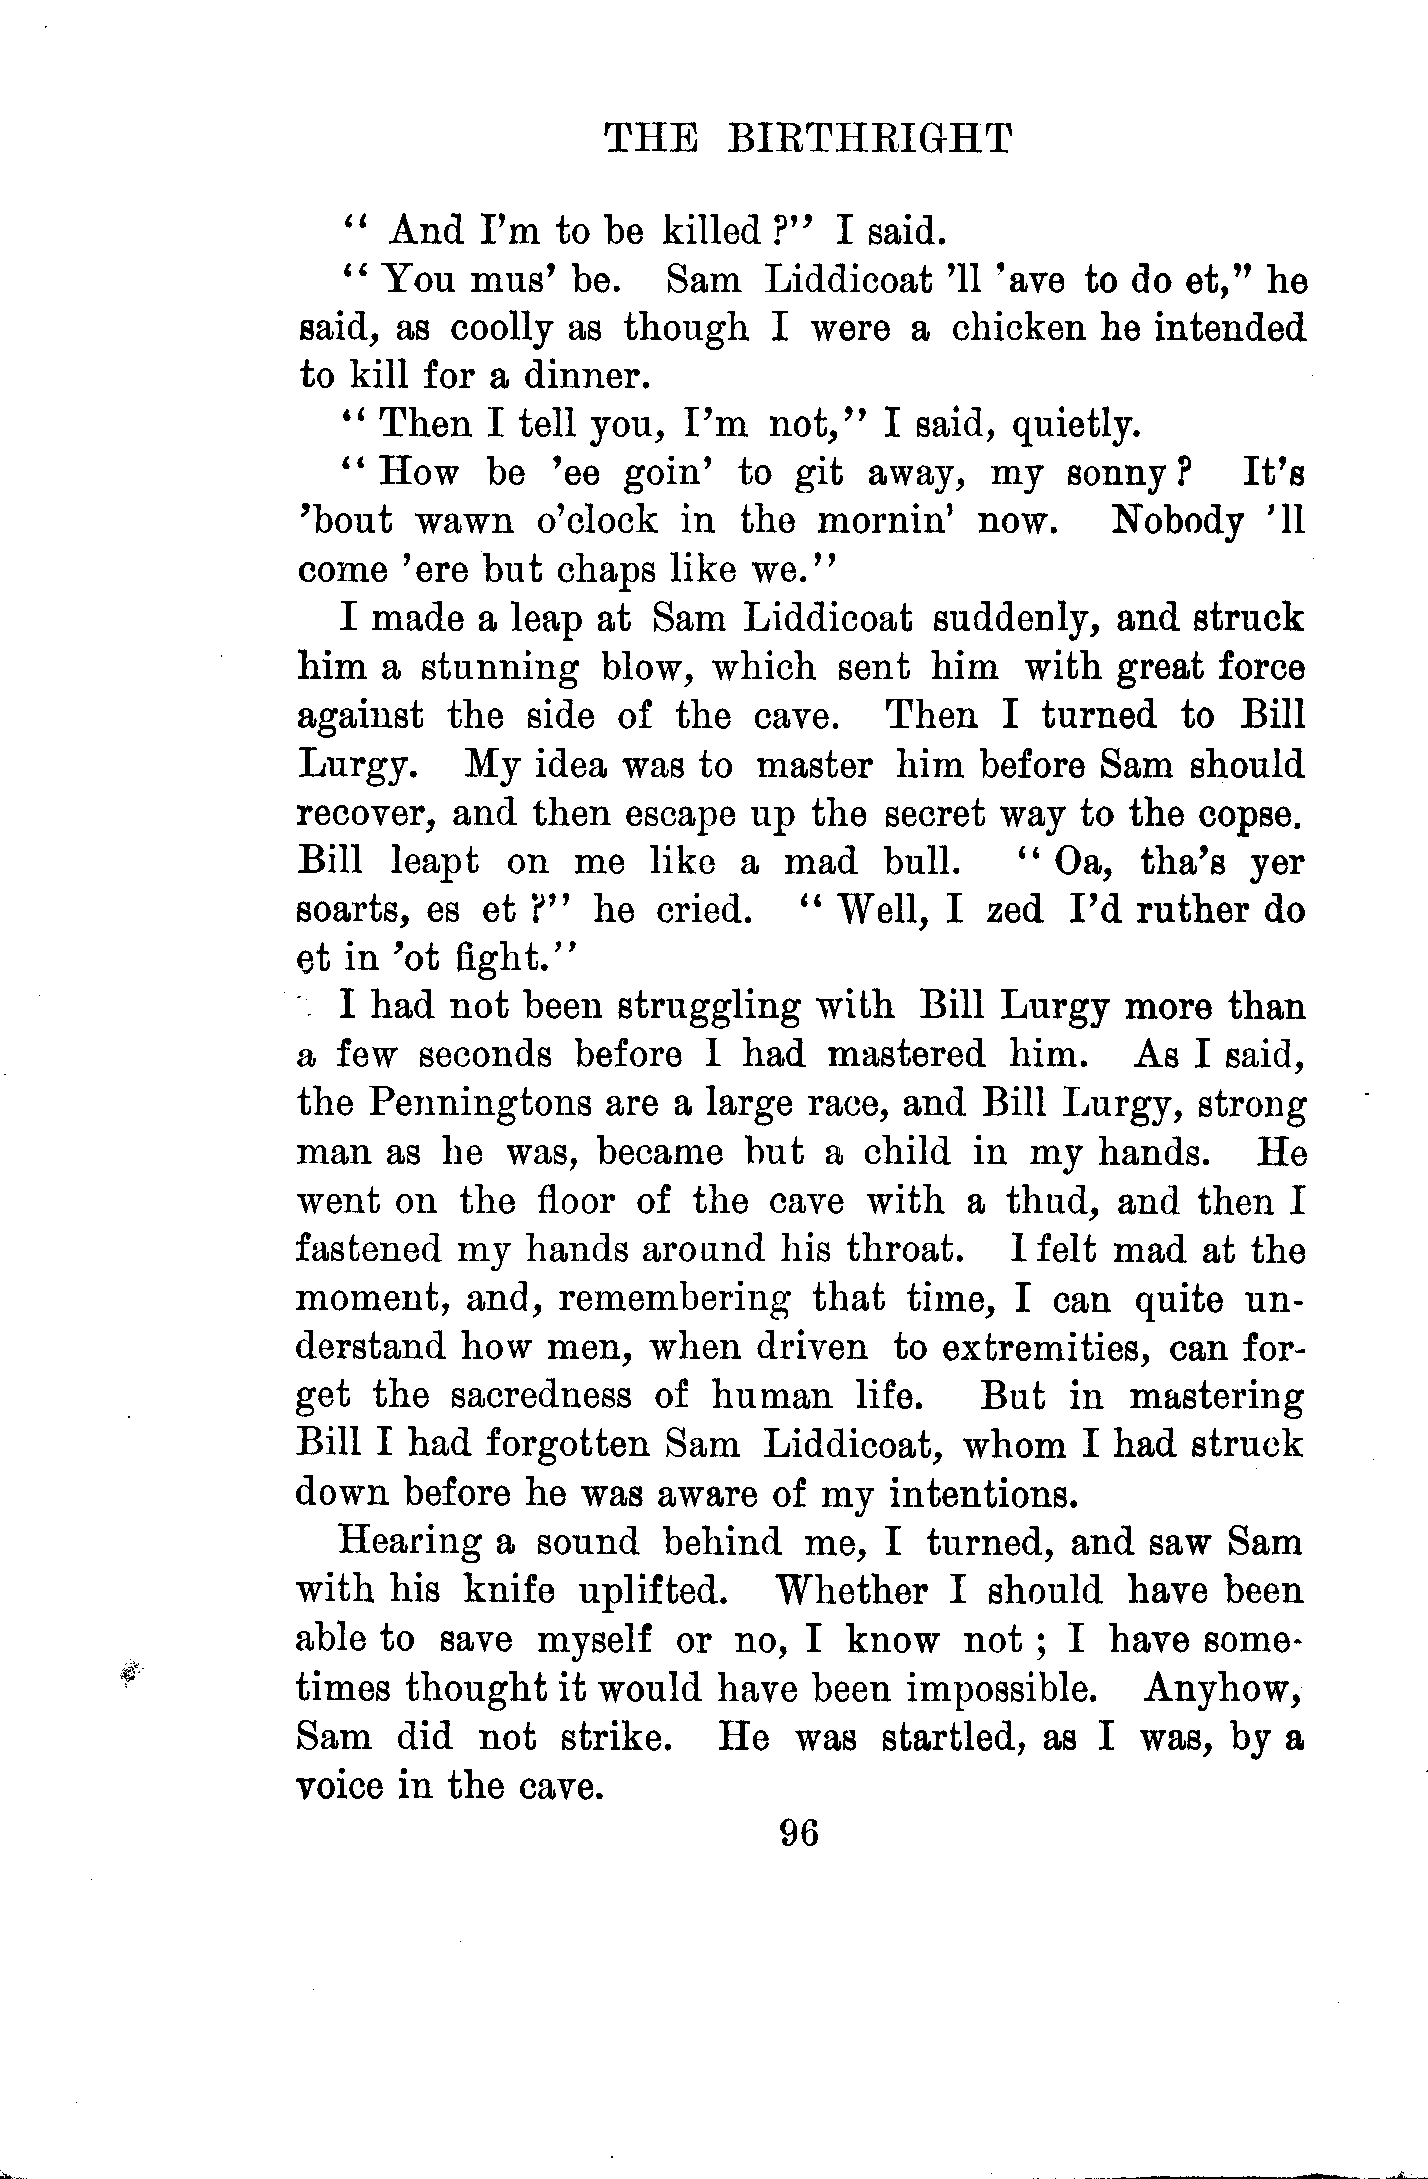 THE BIRTHRIGHT
“ And I’m to be killed ?” I said.
“ You mus’ be. Sam Liddicoat ’ll ’ave to do et,” he
said, as coolly as though I were a chicken he intended
to kill for a dinner.
“ Then I tell you, I’m not,” I said, quietly.
“ How be ’ee goin’ to git away, my sonny ? It’s
’bout wawn o’clock in the mornin’ now. Nobody ’ll
come ’ere but chaps like we.”
I made a leap at Sam Liddicoat suddenly, and struck
him a stunning blow, which sent him with great force
against the side of the cave. Then I turned to Bill
Lurgy. My idea was to master him before Sam should
recover, and then escape up the secret way to the copse.
Bill leapt on me like a mad bull. “ Oa, tha’s yer
soarts, es et ?” he cried. “ Well, I zed I’d ruther do
et in ’ot fight.”
I had not been struggling with Bill Lurgy more than
a few seconds before I had mastered him. As I said,
the Penningtons are a large race, and Bill Lurgy, strong
man as he was, became but a child in my hands. He
went on the floor of the cave with a thud, and then I
fastened my hands around his throat. I felt mad at the
moment, and, remembering that time, I can quite un-
derstand how men, when driven to extremities, can for-
get the sacredness of human life. But in mastering
Bill I had forgotten Sam Liddicoat, whom I had struck
down before he was aware of my intentions.
Hearing a sound behind me, I turned, and saw Sam
with his knife uplifted. Whether I should have been
able to save myself or no, I know not ; I have some-
times thought it would have been impossible. Anyhow,
Sam did not strike. He was startled, as I was, by a
voice in the cave.
96